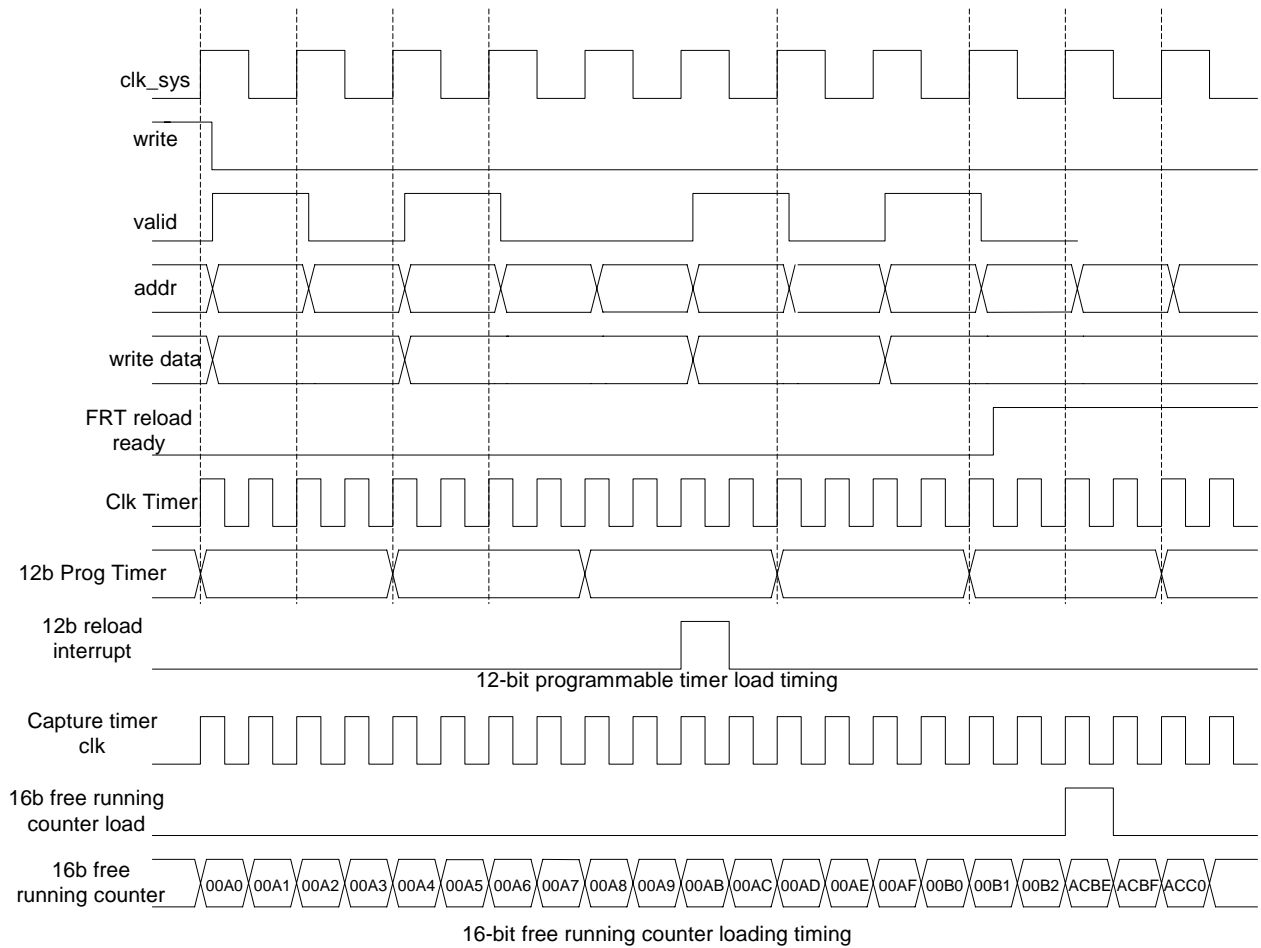 clk_sys
write
valid
addr
write data
FRT reload
ready
Clk Timer
12b Prog Timer
12b reload
interrupt
12-bit programmable timer load timing
Capture timer
clk
16b free running
counter load
16b free
running counter
00A0 00A1 00A2 00A3 00A4 00A5 00A6 00A7 00A8 00A9 00AB 00AC 00AD 00AE 00AF 00B0 00B1 00B2 ACBE ACBF ACC0
16-bit free running counter loading timing